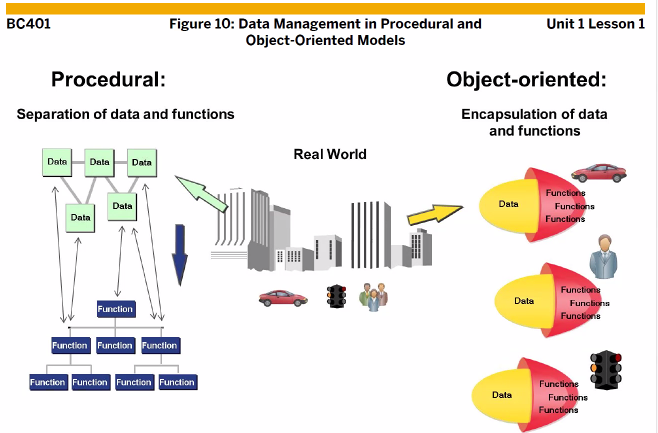 BC401
Figure 10: Data Management in Procedural and
Object-Oriented Models
Unit 1 Lesson 1
Procedural:
Separation of data and functions
Data
Data
Data
Data
Data
Function
Function
Function
Function
Function
Function
Function
Function
Real World
Object-oriented:
Encapsulation of data
and functions
Data
Functions
Functions
Functions
Data
Functions
Functions
Functions
Data
Functions
Functions
Functions